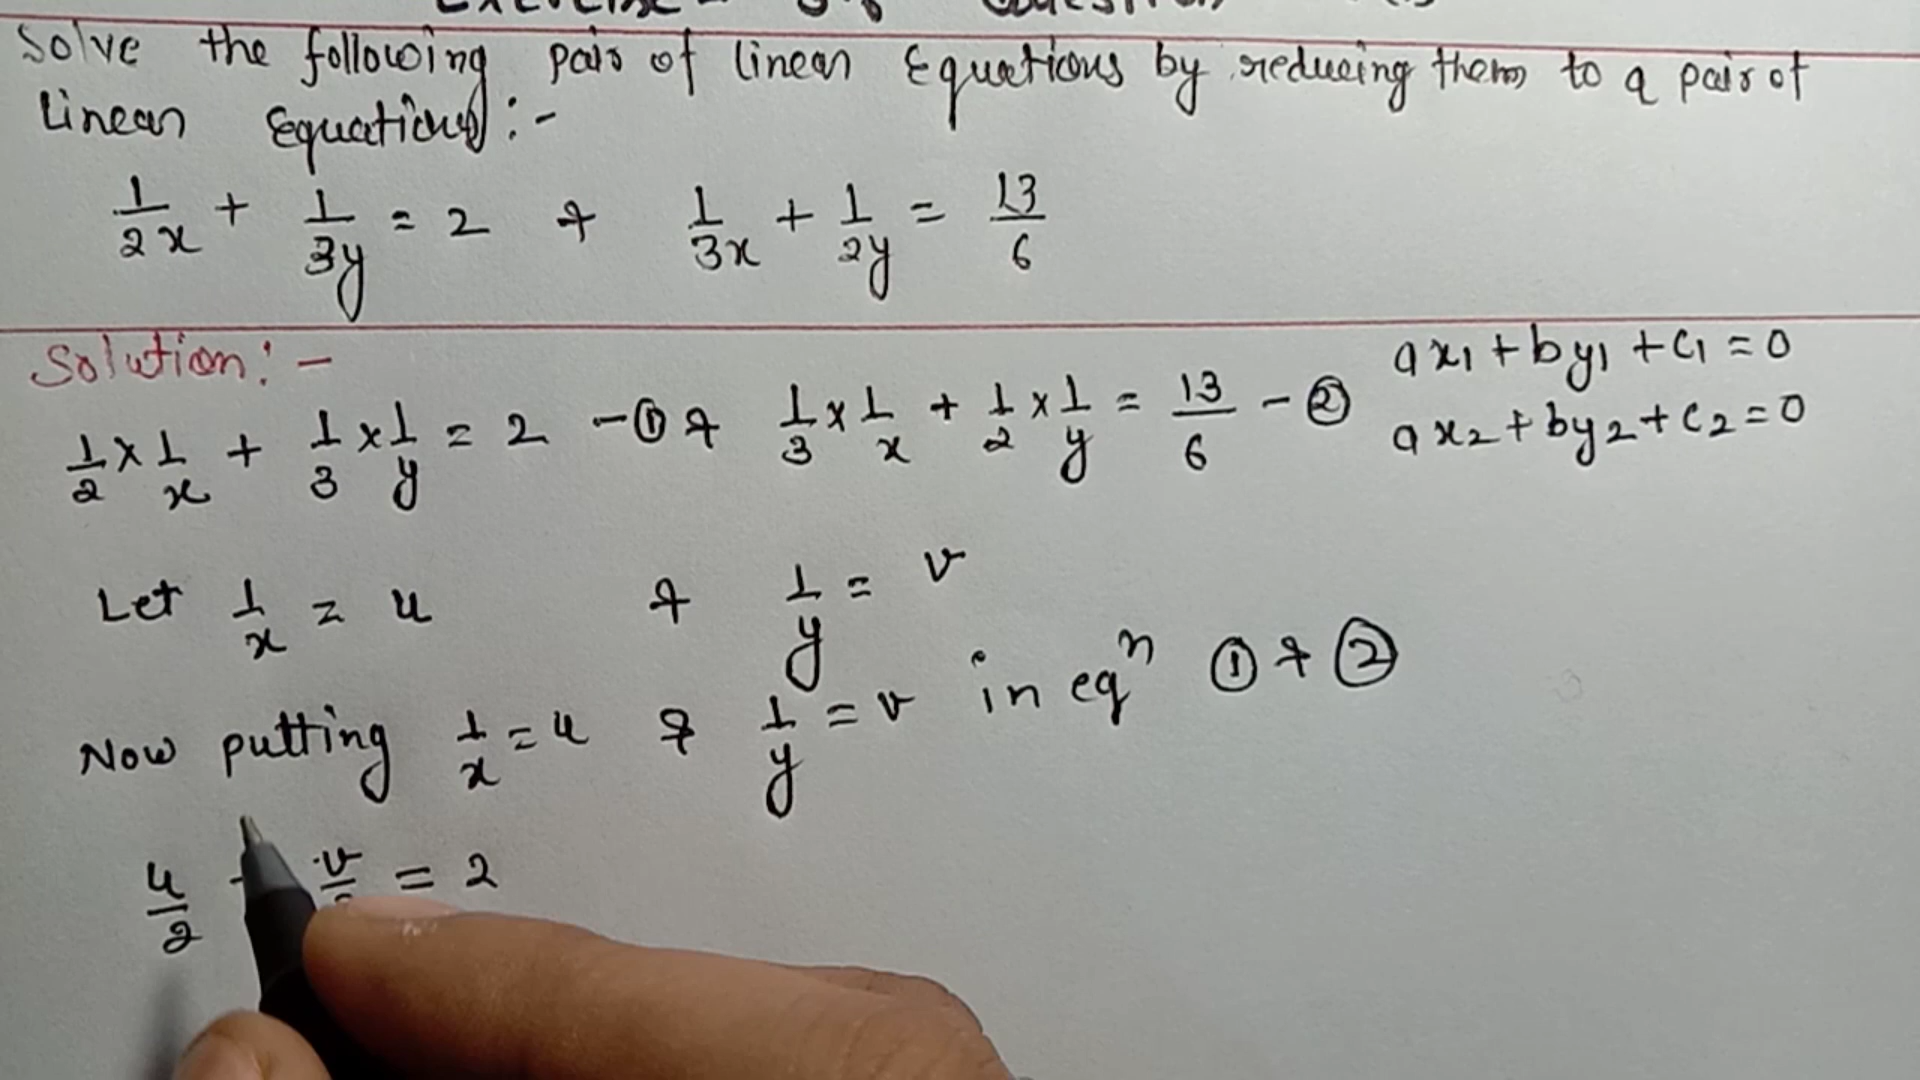 Solve the following pair of linear Equations by reducing them to a pair of
Linear Equations:-
1/2x + 1/3y = 2 & 1/3x + 1/2y = 13/6
Solution:-
1/2 × 1/x + 1/3 × 1/y = 2 - ① & 1/3 × 1/x + 1/2 × 1/y = 13/6 - ②
ax₁ + by₁ + c₁ = 0
ax₂ + by₂ + c₂ = 0
Let 1/x = u & 1/y = v
Now putting 1/x = u & 1/y = v in eqⁿ ① & ②
u/2 + v/ = 2